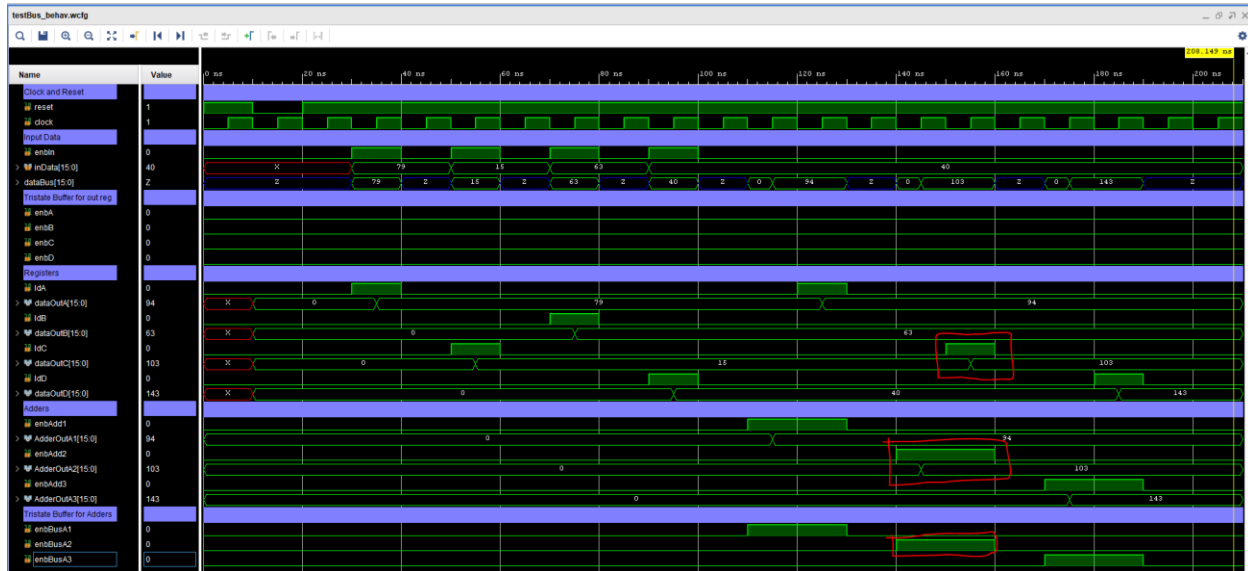 testBus_behav.wcfg
208.149 ns
Name Value 0 ns 20 ns 40 ns 60 ns 80 ns 100 ns 120 ns 140 ns 160 ns 180 ns 200 ns
Clock and Reset
reset 1
clock 1
Input Data
enbIn 0
inData[15:0] 40 X 79 15 63 40
dataBus[15:0] Z Z 79 Z 15 Z 63 Z 40 Z 0 94 Z 0 103 Z 0 143 Z
Tristate Buffer for out reg
enbA 0
enbB 0
enbC 0
enbD 0
Registers
ldA 0
dataOutA[15:0] 94 X 0 79 94
ldB 0
dataOutB[15:0] 63 X 0 63
ldC 0
dataOutC[15:0] 103 X 0 15 103
ldD 0
dataOutD[15:0] 143 X 0 40 143
Adders
enbAdd1 0
AdderOutA1[15:0] 94 0 94
enbAdd2 0
AdderOutA2[15:0] 103 0 103
enbAdd3 0
AdderOutA3[15:0] 143 0 143
Tristate Buffer for Adders
enbBusA1 0
enbBusA2 0
enbBusA3 0